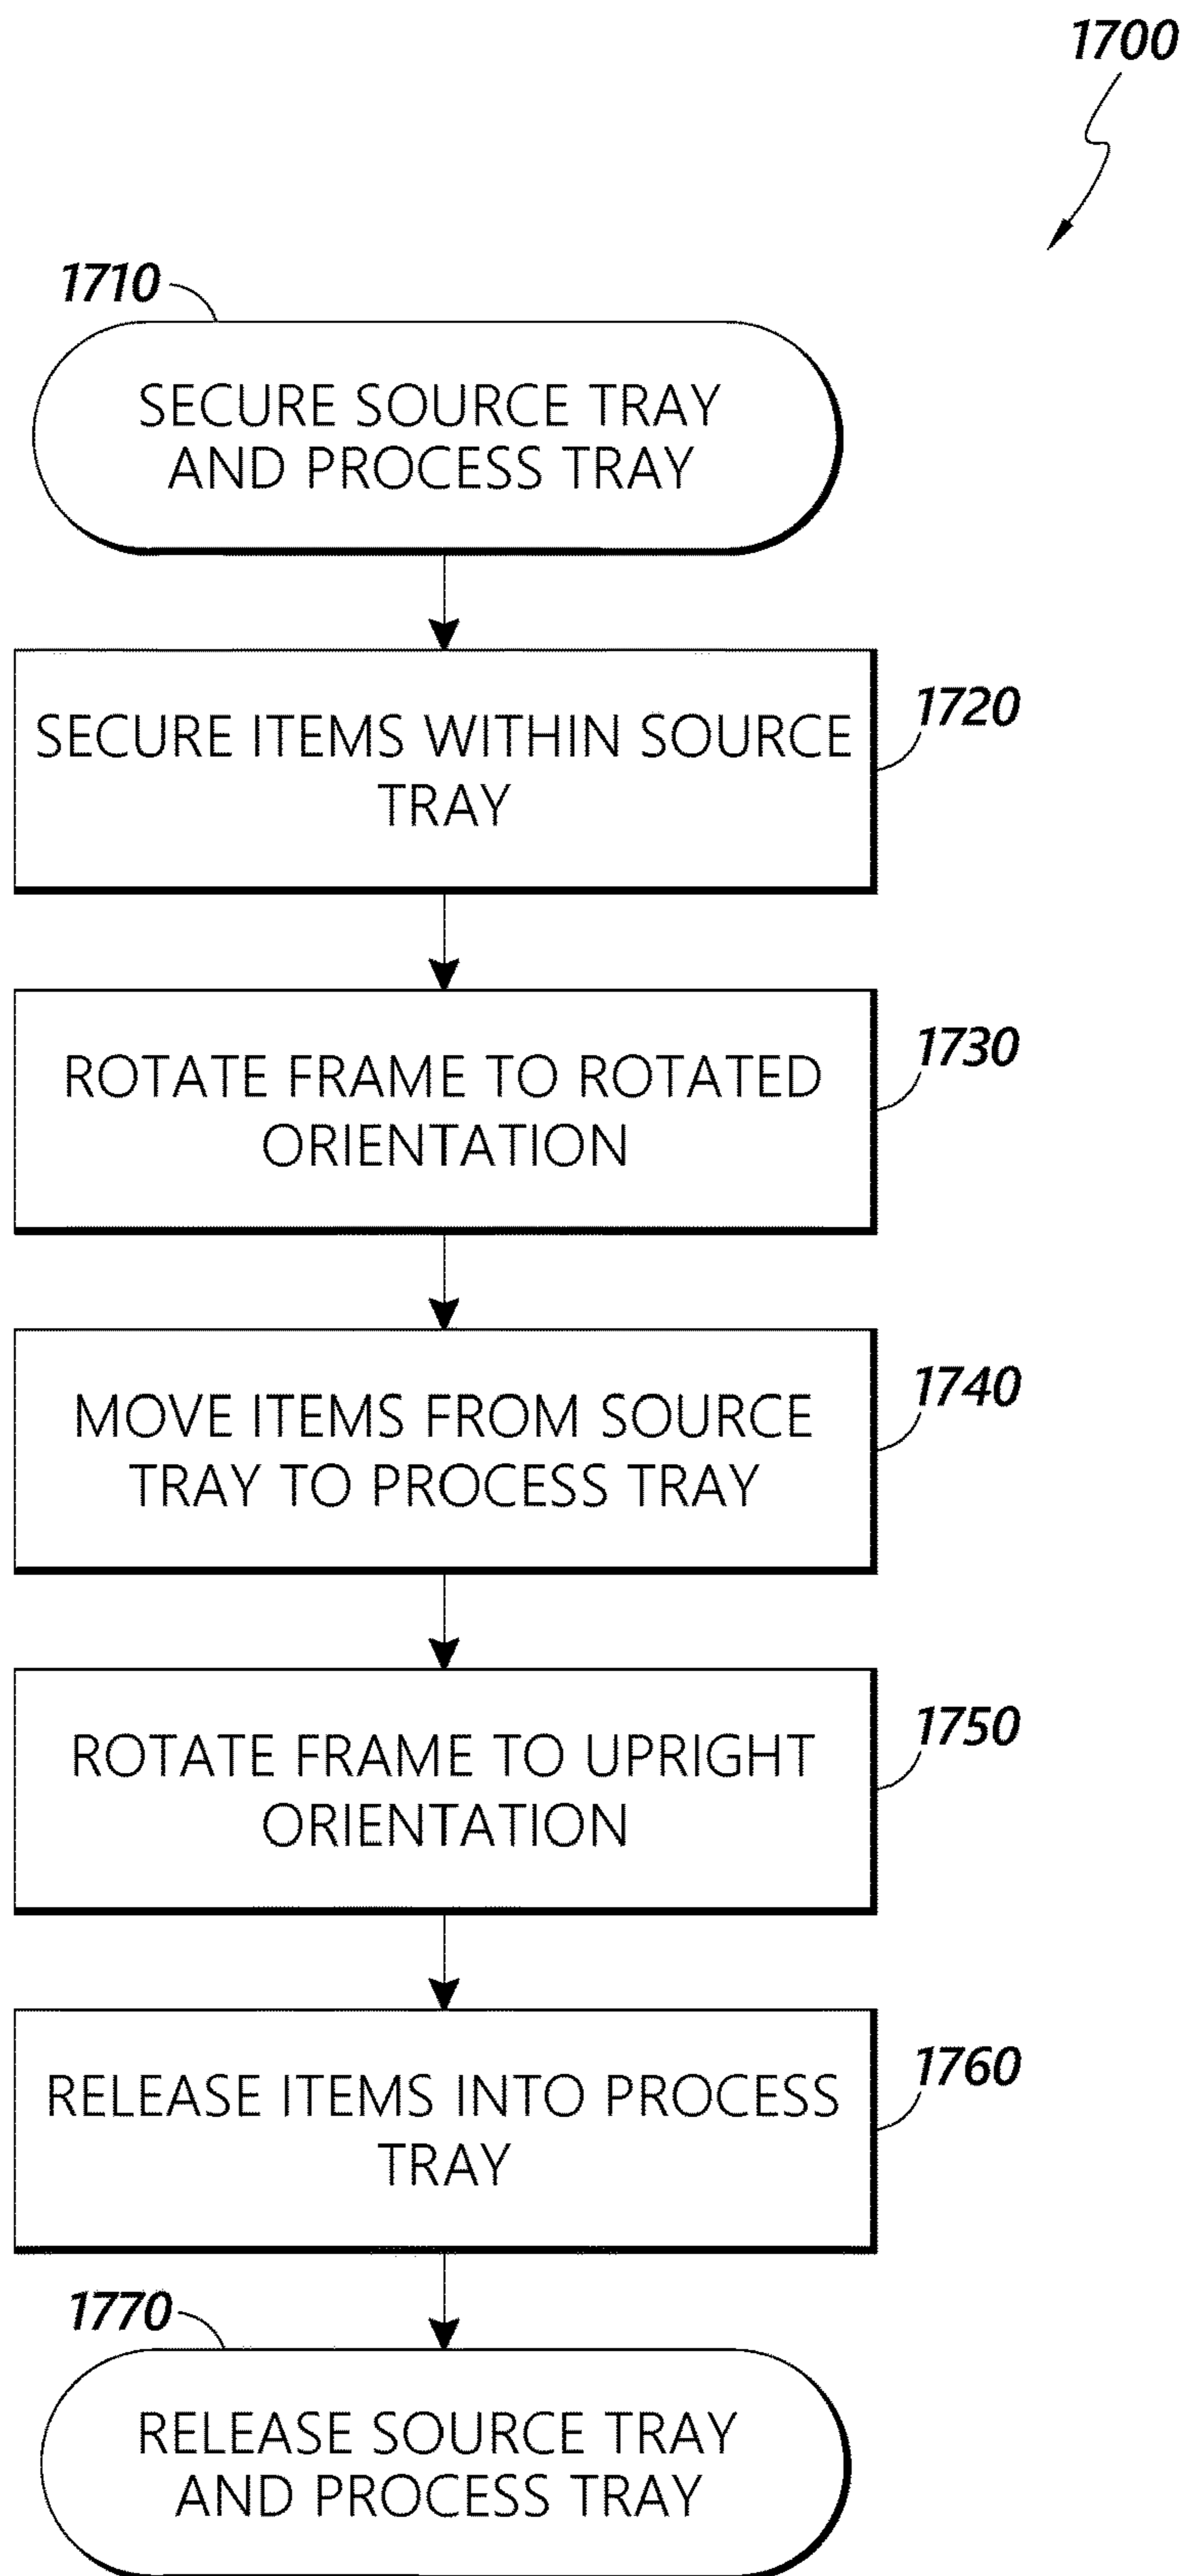 1700
1710
SECURE SOURCE TRAY
AND PROCESS TRAY
SECURE ITEMS WITHIN SOURCE
TRAY
1720
ROTATE FRAME TO ROTATED
ORIENTATION
1730
MOVE ITEMS FROM SOURCE
TRAY TO PROCESS TRAY
1740
ROTATE FRAME TO UPRIGHT
ORIENTATION
1750
RELEASE ITEMS INTO PROCESS
TRAY
1760
1770
RELEASE SOURCE TRAY
AND PROCESS TRAY